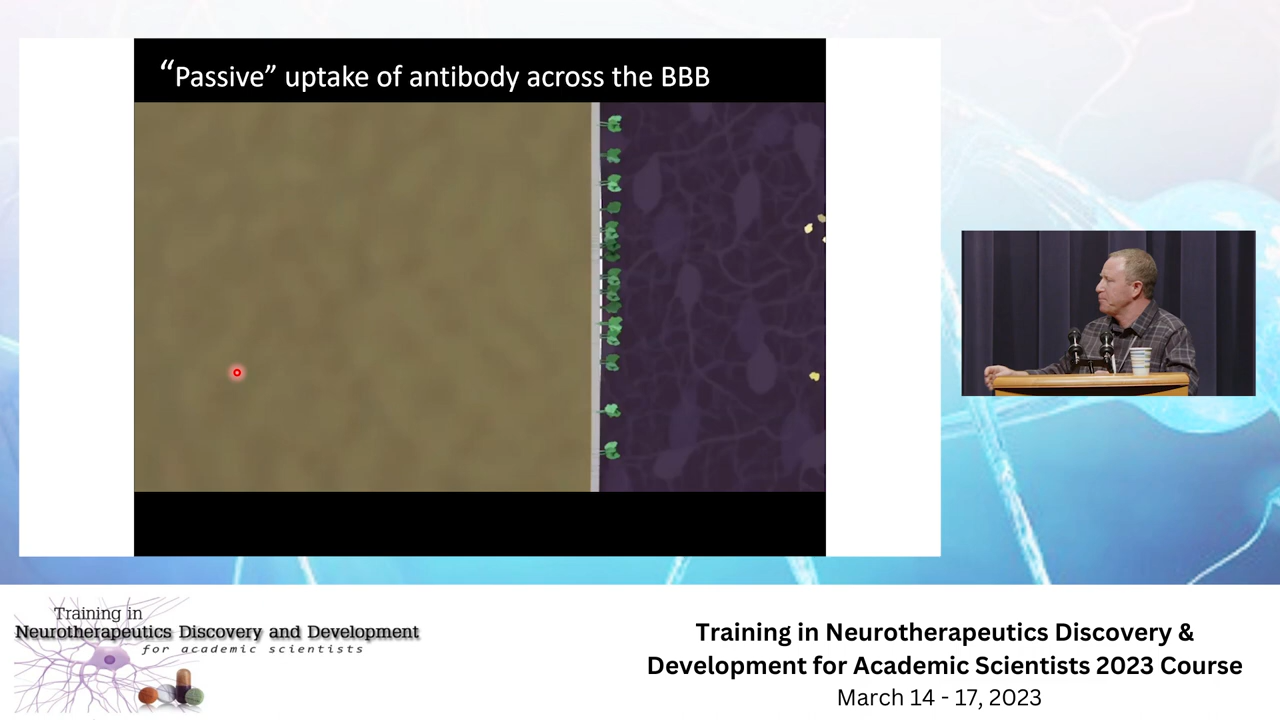 “Passive” uptake of antibody across the BBB
Training in
Neurotherapeutics Discovery and Development
for academic scientists
Training in Neurotherapeutics Discovery &
Development for Academic Scientists 2023 Course
March 14 - 17, 2023